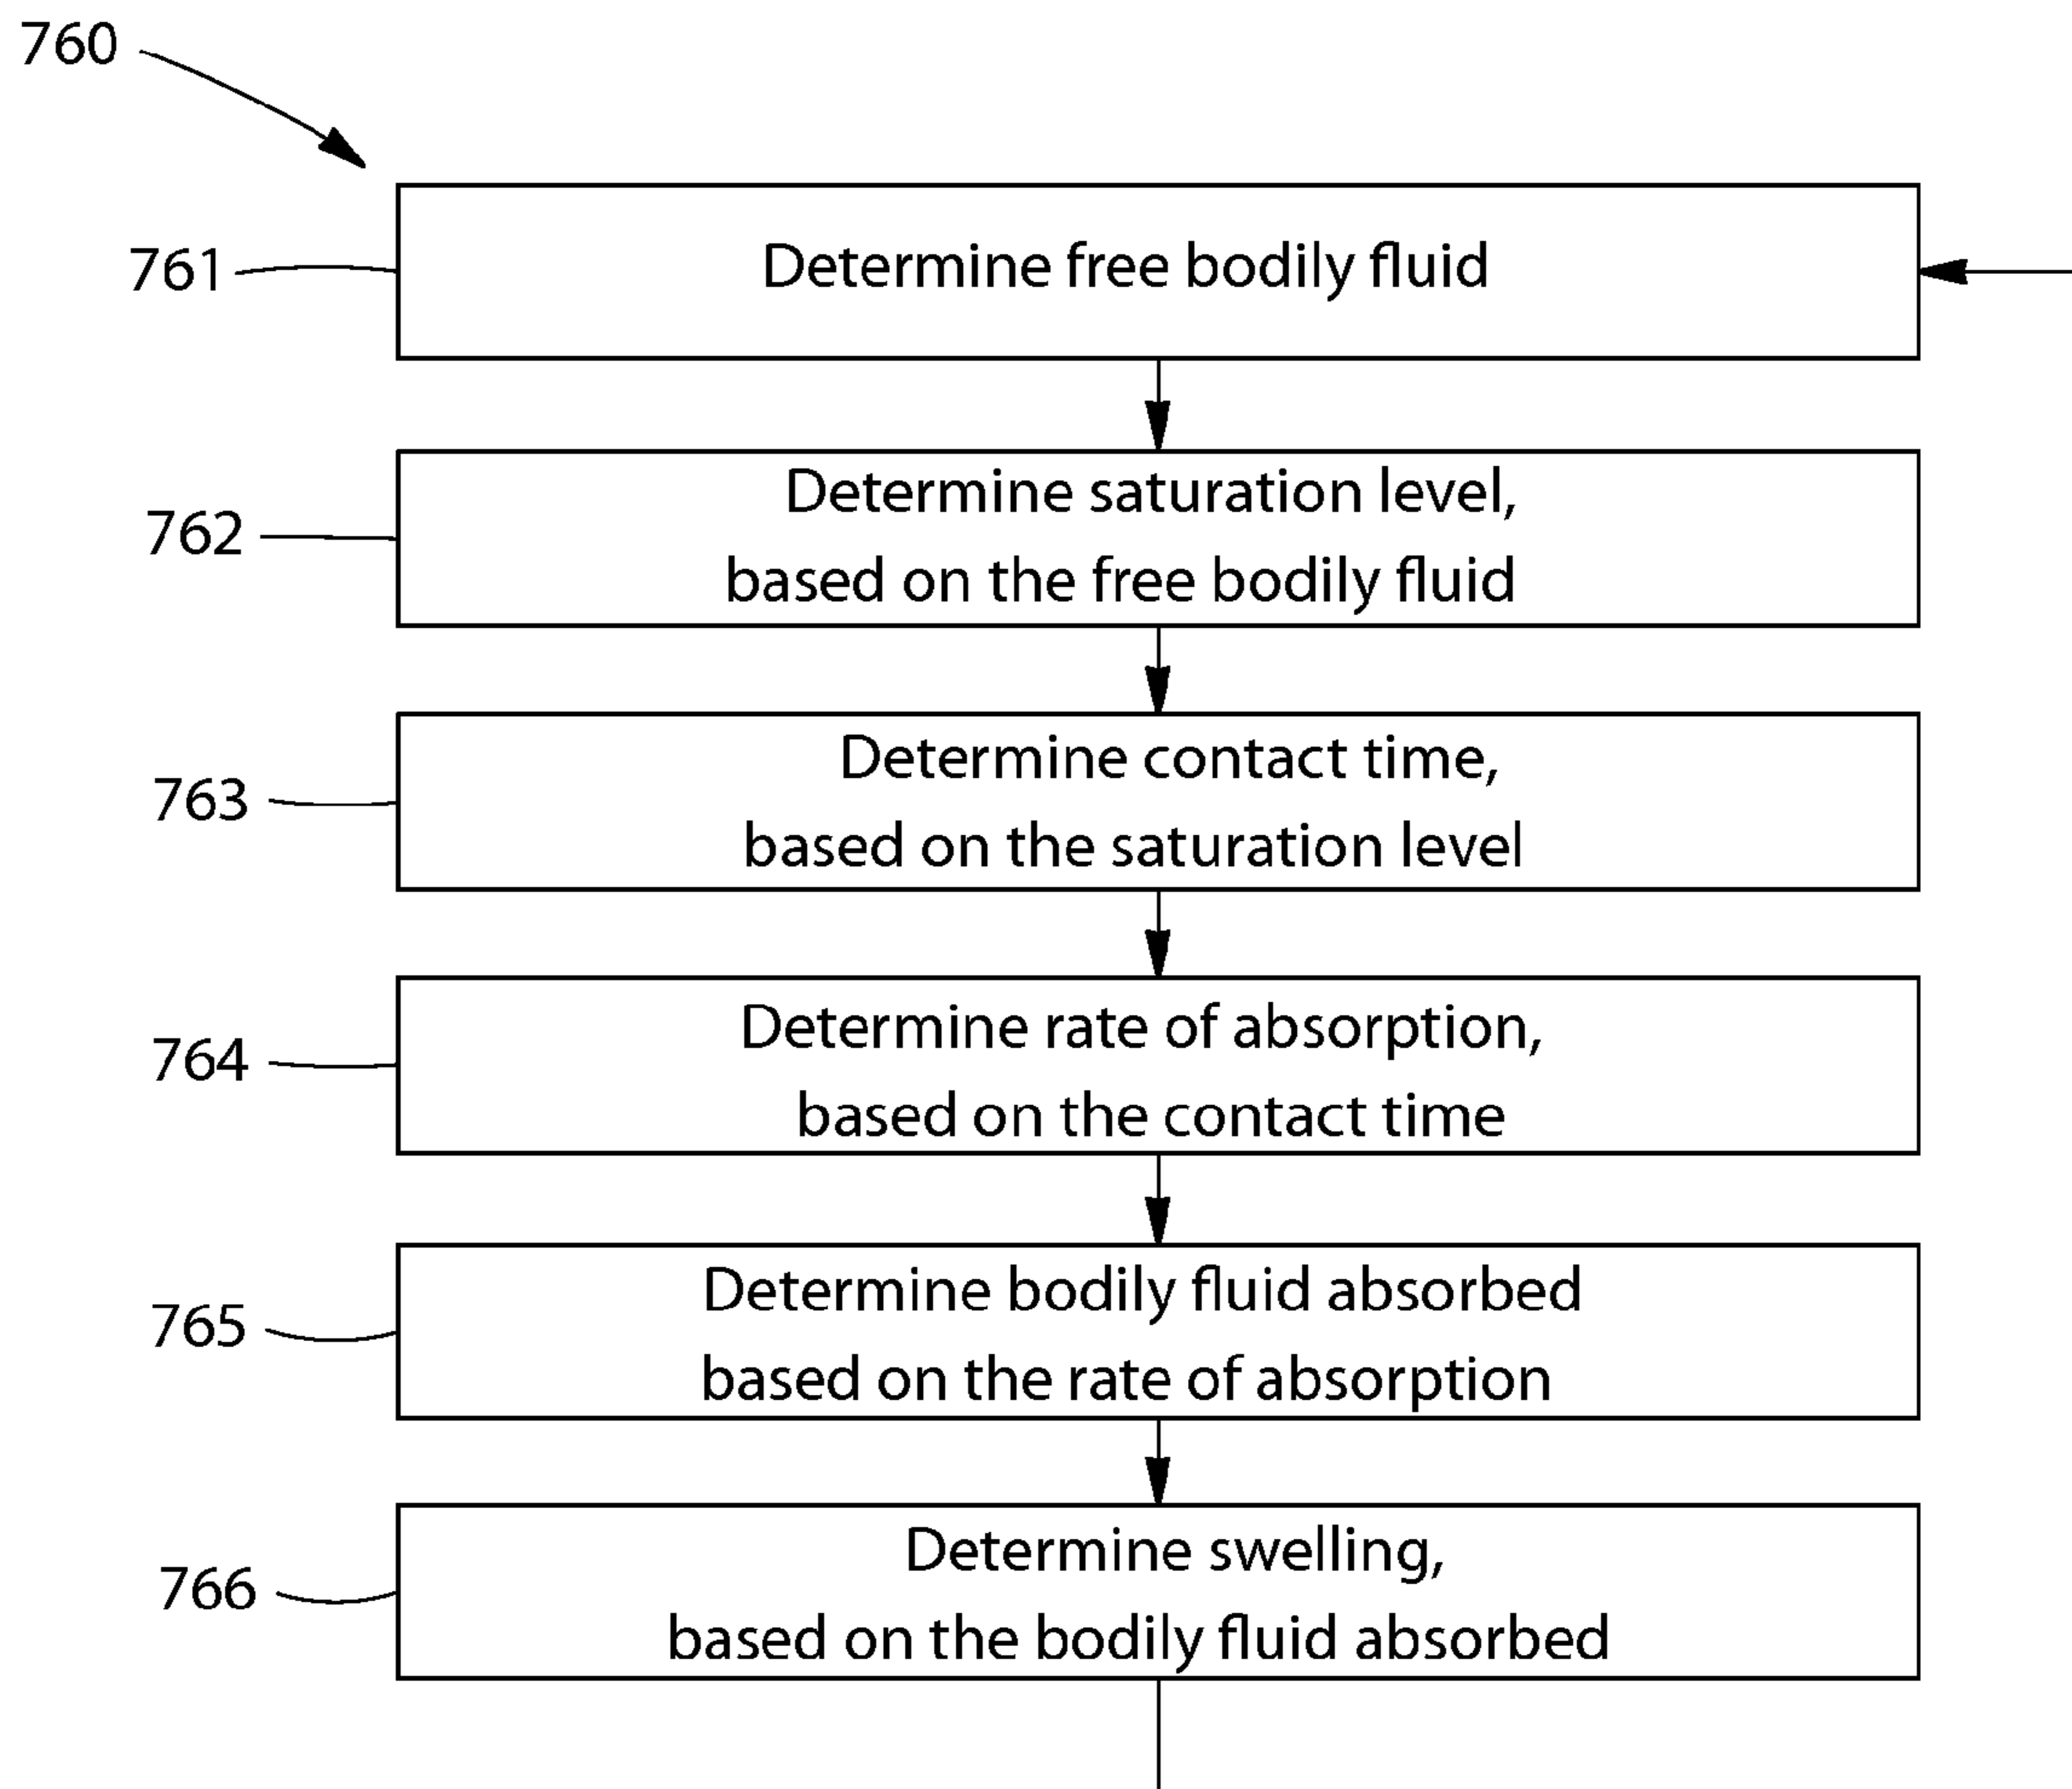 760
761
Determine free bodily fluid
762
Determine saturation level,
based on the free bodily fluid
763
Determine contact time,
based on the saturation level
764
Determine rate of absorption,
based on the contact time
765
Determine bodily fluid absorbed
based on the rate of absorption
766
Determine swelling,
based on the bodily fluid absorbed